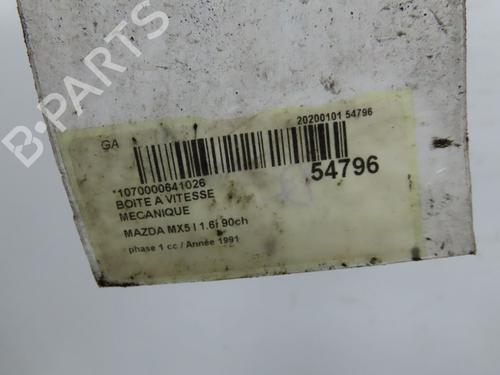 B-PARTS
GA
20200101 54796
*1070000641026
54796
BOITE A VITESSE
MECANIQUE
MAZDA MX5 I 1.6i 90ch
phase 1 cc / Année 1991